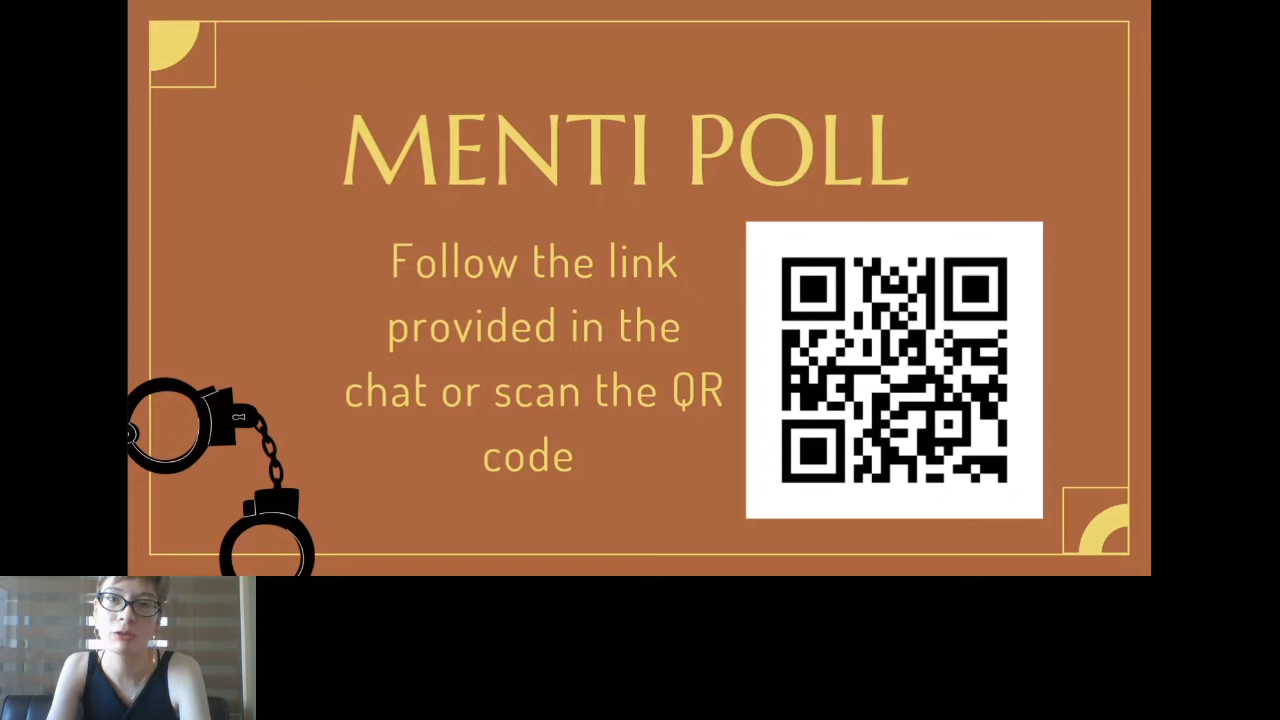 MENTI POLL
Follow the link
provided in the
chat or scan the QR
code